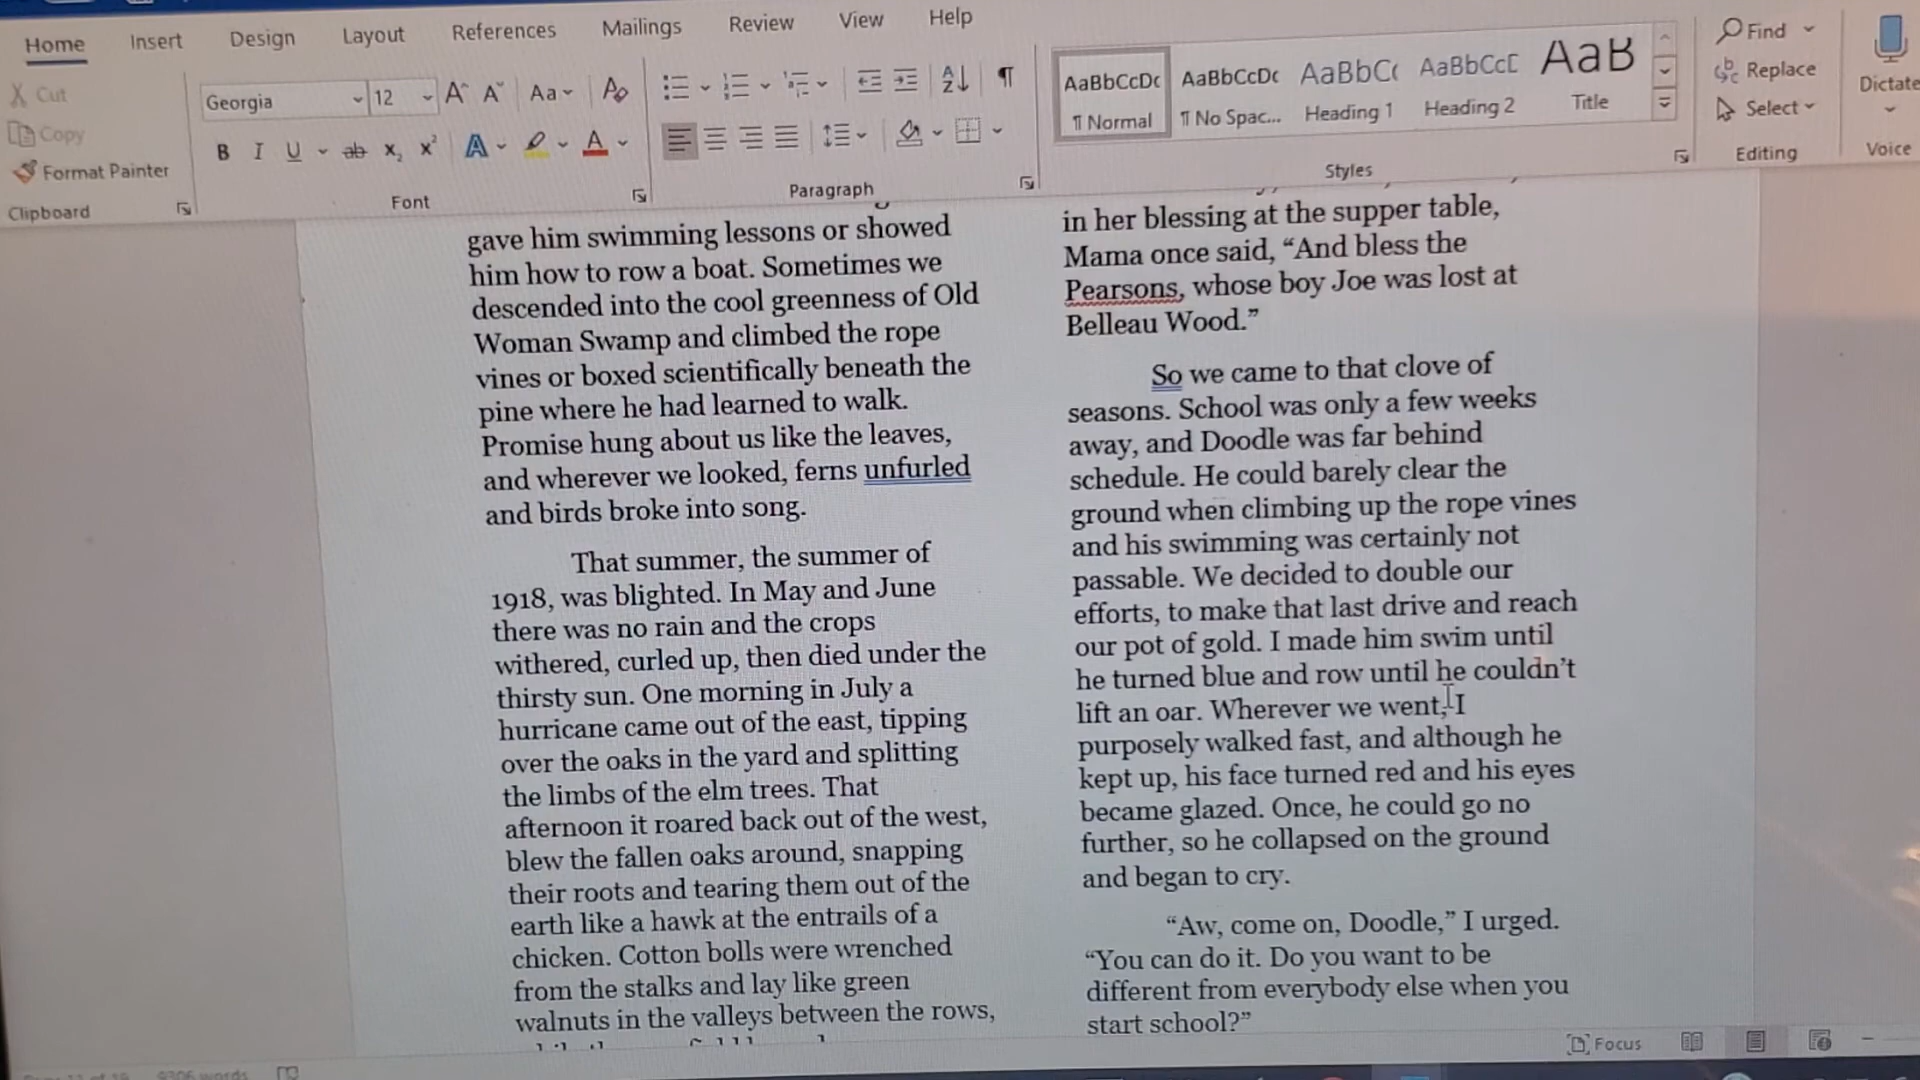 Home Insert Design Layout References Mailings Review View Help
Cut
Copy
Format Painter
Clipboard
Georgia 12
Aa
B I U ab x₂ x²
A
A
Font
Paragraph
AaBbCcDc AaBbCcDc AaBbC AaBbCcD AaB
¶ Normal ¶ No Spac... Heading 1 Heading 2 Title
Styles
Find
Replace
Select
Editing
Dictate
Voice
gave him swimming lessons or showed
him how to row a boat. Sometimes we
descended into the cool greenness of Old
Woman Swamp and climbed the rope
vines or boxed scientifically beneath the
pine where he had learned to walk.
Promise hung about us like the leaves,
and wherever we looked, ferns unfurled
and birds broke into song.
That summer, the summer of
1918, was blighted. In May and June
there was no rain and the crops
withered, curled up, then died under the
thirsty sun. One morning in July a
hurricane came out of the east, tipping
over the oaks in the yard and splitting
the limbs of the elm trees. That
afternoon it roared back out of the west,
blew the fallen oaks around, snapping
their roots and tearing them out of the
earth like a hawk at the entrails of a
chicken. Cotton bolls were wrenched
from the stalks and lay like green
walnuts in the valleys between the rows,
in her blessing at the supper table,
Mama once said, “And bless the
Pearsons, whose boy Joe was lost at
Belleau Wood.”
So we came to that clove of
seasons. School was only a few weeks
away, and Doodle was far behind
schedule. He could barely clear the
ground when climbing up the rope vines
and his swimming was certainly not
passable. We decided to double our
efforts, to make that last drive and reach
our pot of gold. I made him swim until
he turned blue and row until he couldn’t
lift an oar. Wherever we went, I
purposely walked fast, and although he
kept up, his face turned red and his eyes
became glazed. Once, he could go no
further, so he collapsed on the ground
and began to cry.
“Aw, come on, Doodle,” I urged.
“You can do it. Do you want to be
different from everybody else when you
start school?”
Focus
9306 words